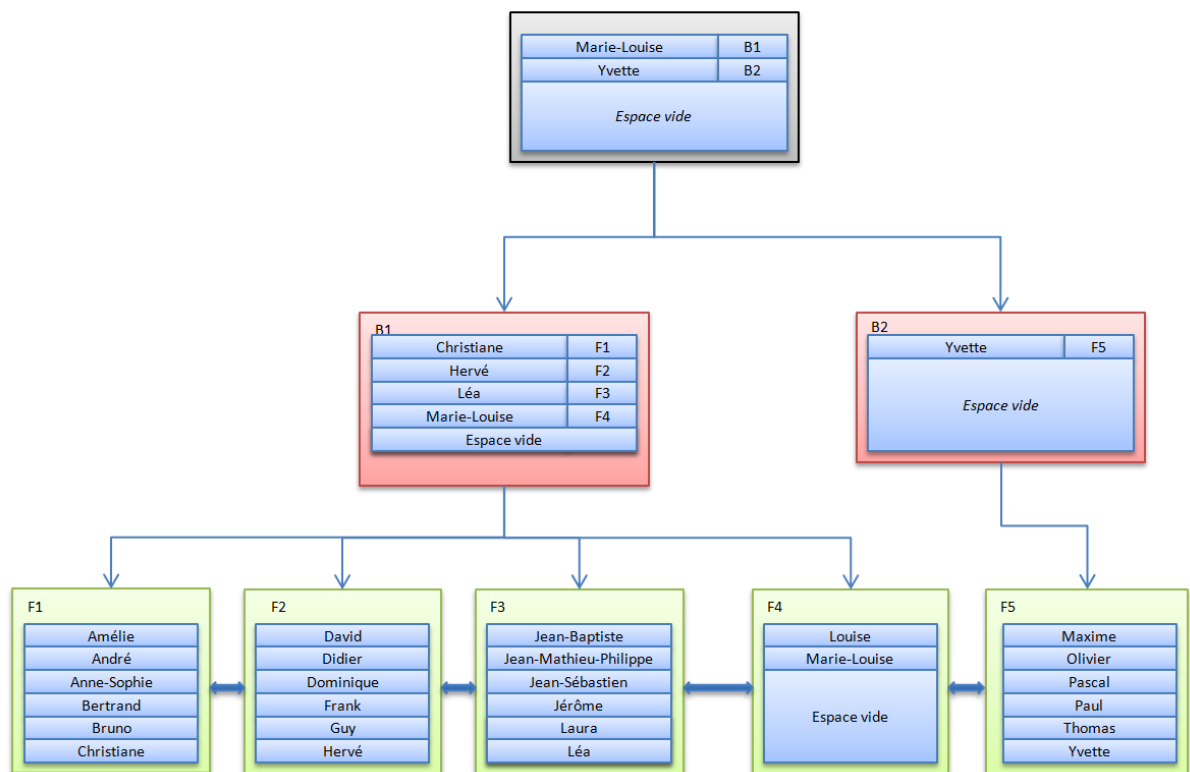 Marie-Louise B1
Yvette B2
Espace vide
B1
Christiane F1
Hervé F2
Léa F3
Marie-Louise F4
Espace vide
B2
Yvette F5
Espace vide
F1
Amélie
André
Anne-Sophie
Bertrand
Bruno
Christiane
F2
David
Didier
Dominique
Frank
Guy
Hervé
F3
Jean-Baptiste
Jean-Mathieu-Philippe
Jean-Sébastien
Jérôme
Laura
Léa
F4
Louise
Marie-Louise
Espace vide
F5
Maxime
Olivier
Pascal
Paul
Thomas
Yvette